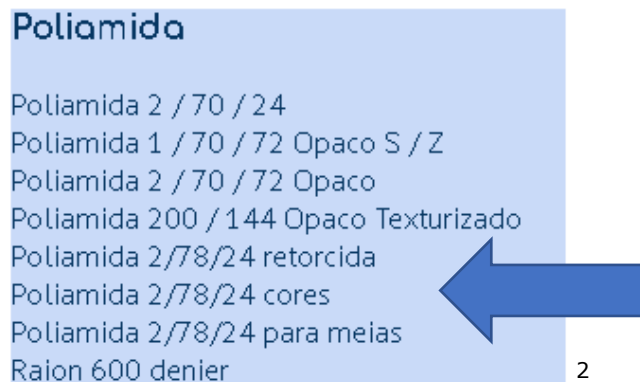 Poliamida
Poliamida 2 / 70 / 24
Poliamida 1 / 70 / 72 Opaco S / Z
Poliamida 2 / 70 / 72 Opaco
Poliamida 200 / 144 Opaco Texturizado
Poliamida 2/78/24 retorcida
Poliamida 2/78/24 cores
Poliamida 2/78/24 para meias
Raion 600 denier 2